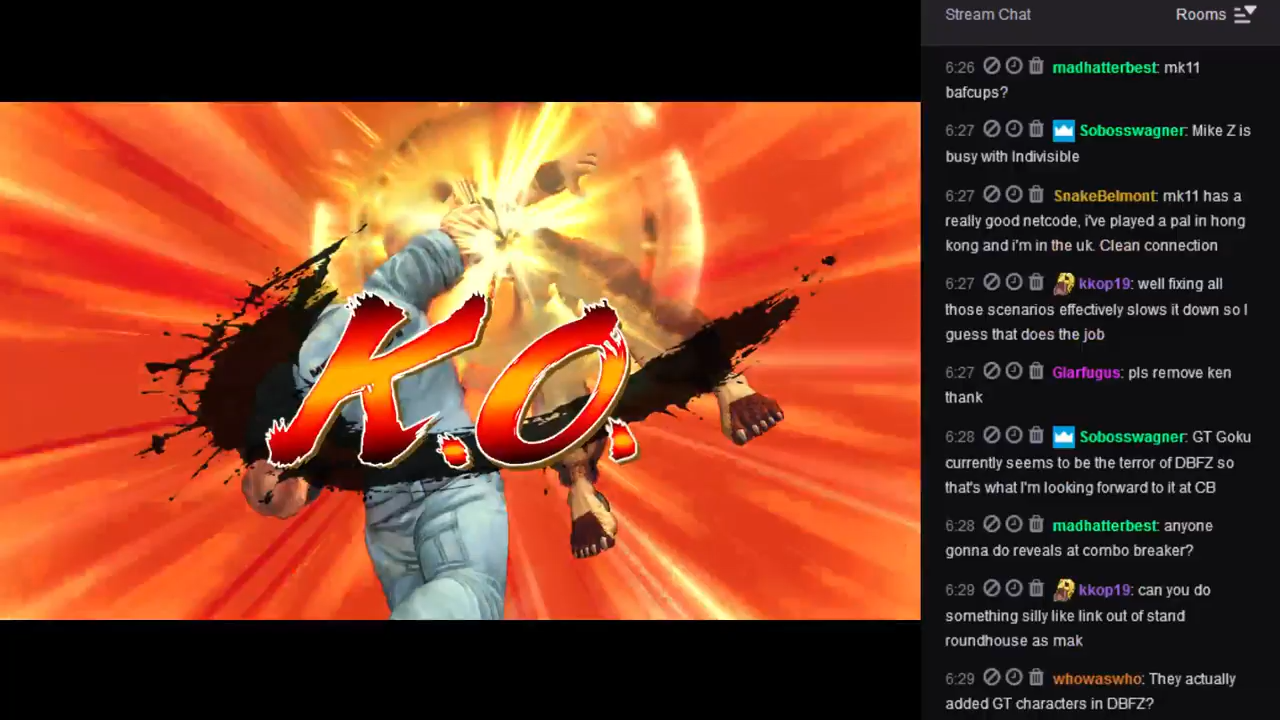 Stream Chat Rooms
6:26 madhatterbest: mk11
bafcups?
6:27 Sobosswagner: Mike Z is
busy with Indivisible
6:27 SnakeBelmont: mk11 has a
really good netcode, i've played a pal in hong
kong and i'm in the uk. Clean connection
6:27 kkop19: well fixing all
those scenarios effectively slows it down so I
guess that does the job
6:27 Glarfugus: pls remove ken
thank
6:28 Sobosswagner: GT Goku
currently seems to be the terror of DBFZ so
that's what I'm looking forward to it at CB
6:28 madhatterbest: anyone
gonna do reveals at combo breaker?
6:29 kkop19: can you do
something silly like link out of stand
roundhouse as mak
6:29 whowaswho: They actually
added GT characters in DBFZ?
K.O.